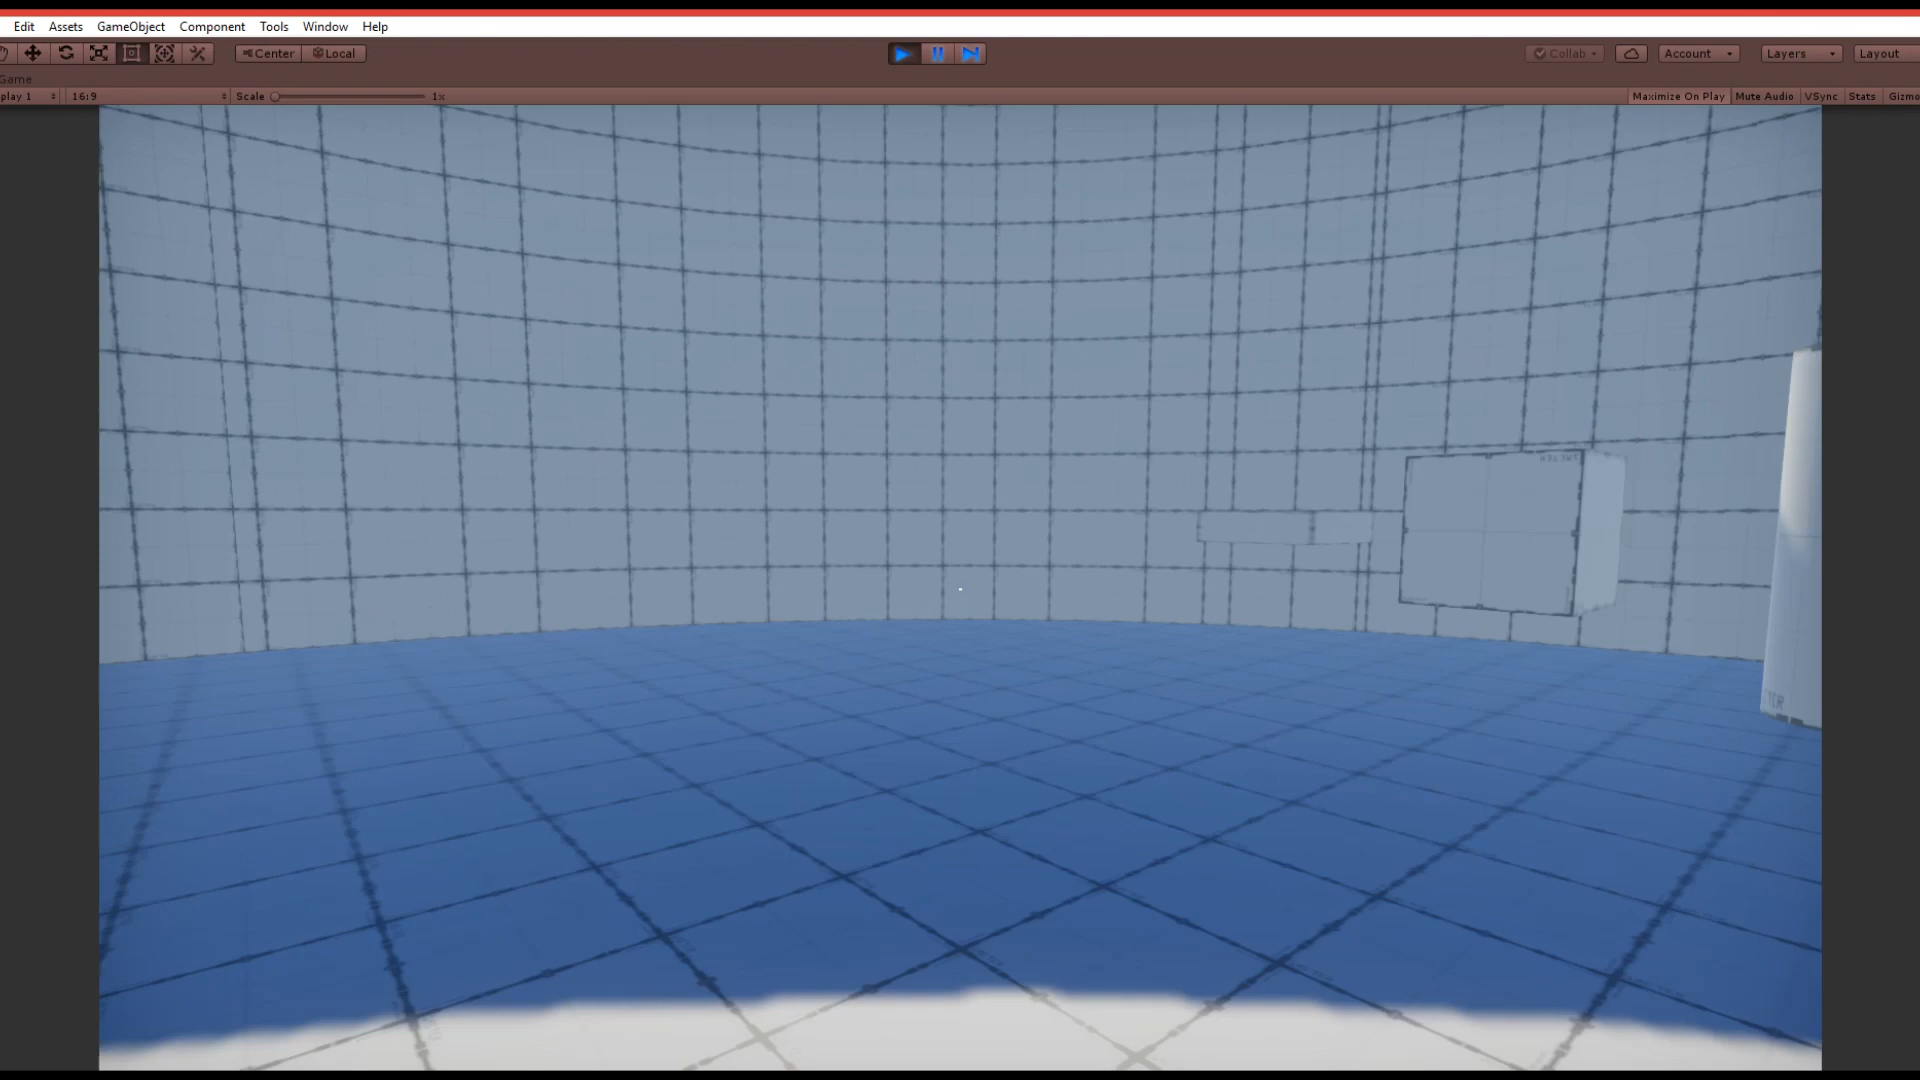 Edit Assets GameObject Component Tools Window Help
Center Local Collab Account Layers Layout
Game
play 1 16:9 Scale 1x Maximize On Play Mute Audio VSync Stats Gizmo